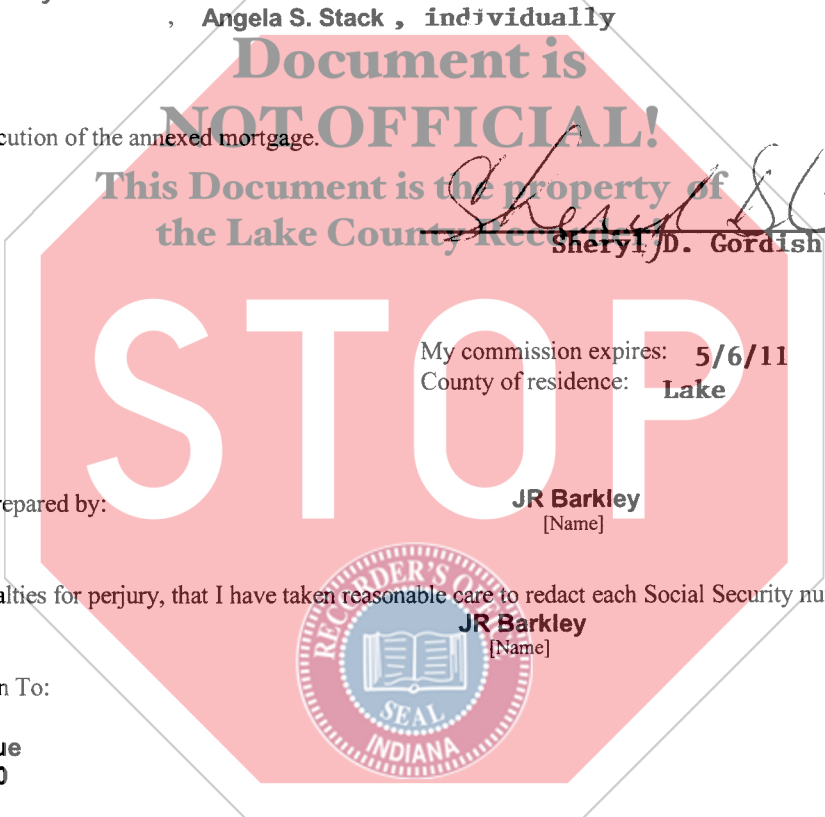 , Angela S. Stack , individually
Document is
NOT OFFICIAL!
cution of the annexed mortgage.
This Document is the property of
the Lake County Recorder!
Sheryl D. Gordish
STOP
My commission expires: 5/6/11
County of residence: Lake
repared by:
JR Barkley
[Name]
alties for perjury, that I have taken reasonable care to redact each Social Security nu
JR Barkley
[Name]
RECORDER'S OFFICE
SEAL
INDIANA
n To:
ue
0